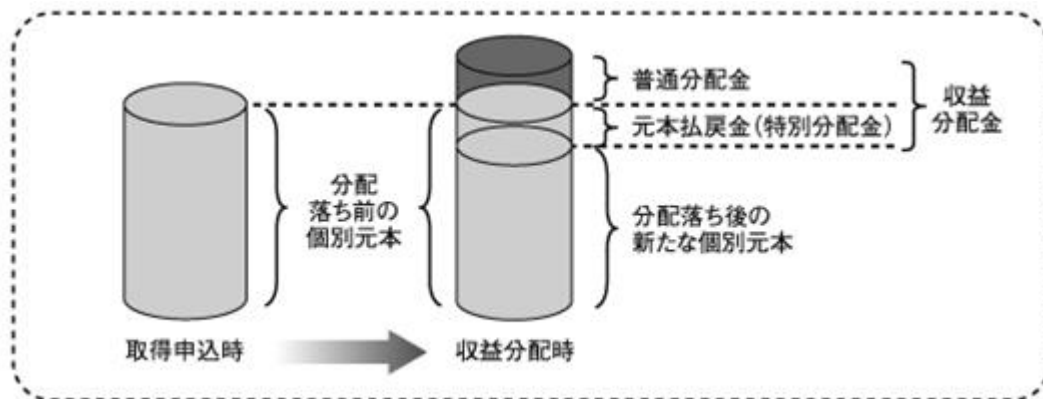 普通分配金
元本払戻金(特別分配金)
収益
分配金
分配
落ち前の
個別元本
分配落ち後の
新たな個別元本
取得申込時
収益分配時